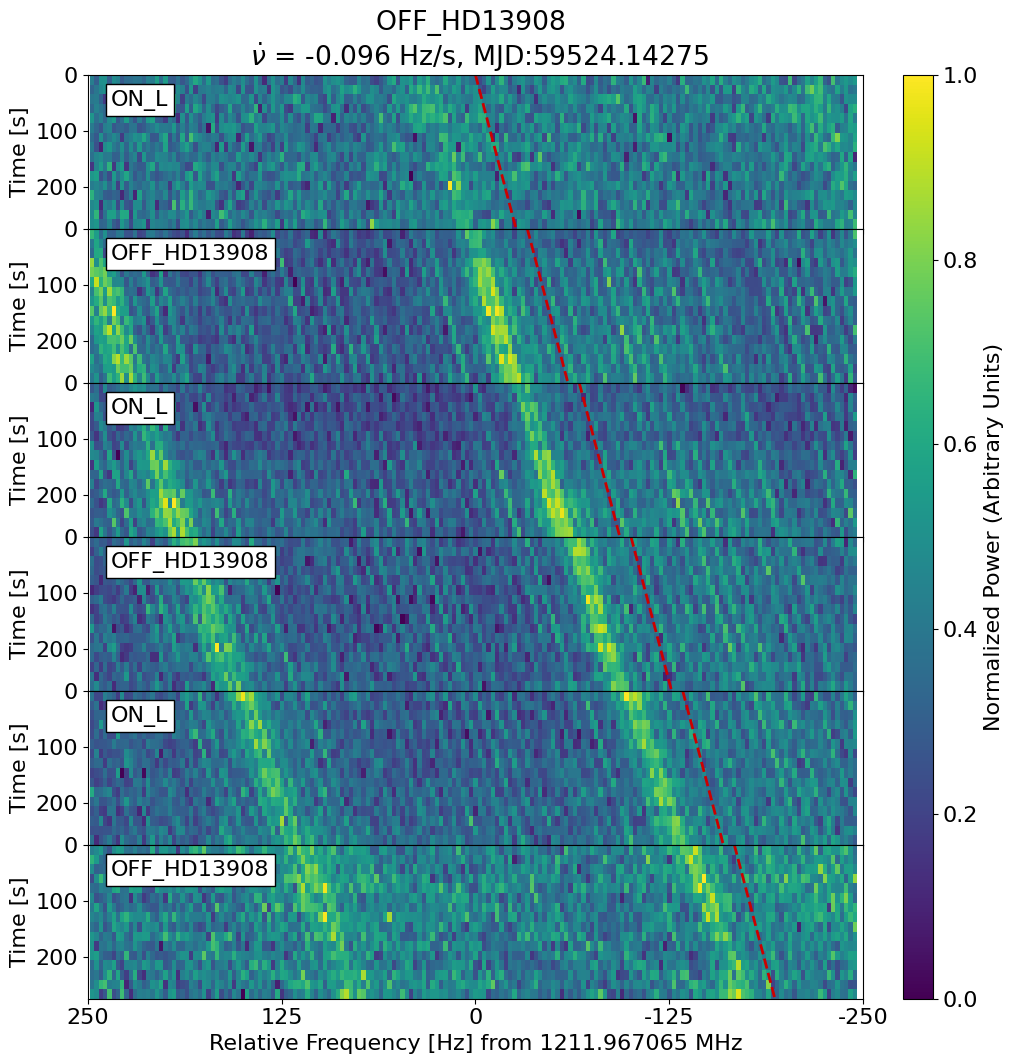 OFF_HD13908
ν̇ = -0.096 Hz/s, MJD:59524.14275
0
100
200
Time [s]
ON_L
0
100
200
Time [s]
OFF_HD13908
0
100
200
Time [s]
ON_L
0
100
200
Time [s]
OFF_HD13908
0
100
200
Time [s]
ON_L
0
100
200
Time [s]
OFF_HD13908
250 125 0 -125 -250
Relative Frequency [Hz] from 1211.967065 MHz
1.0
0.8
0.6
0.4
0.2
0.0
Normalized Power (Arbitrary Units)